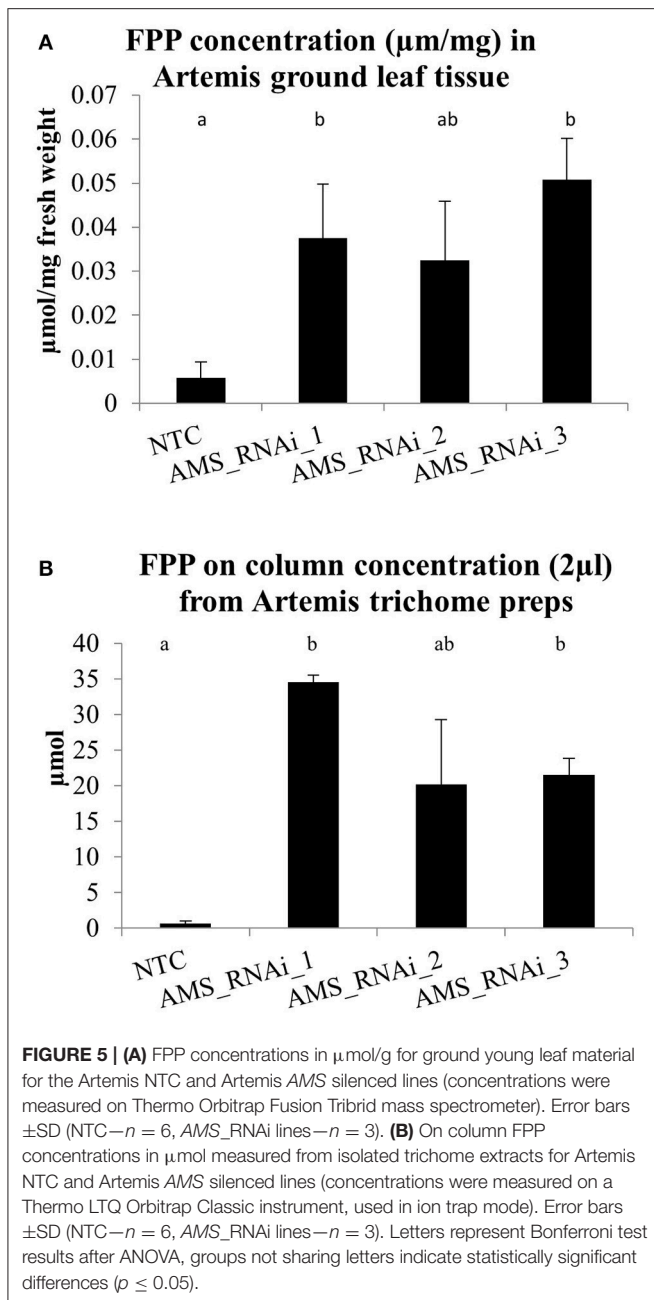 A
FPP concentration (µm/mg) in
Artemis ground leaf tissue
µmol/mg fresh weight
0.07
0.06
0.05
0.04
0.03
0.02
0.01
0
a
b
ab
b
NTC
AMS_RNAi_1
AMS_RNAi_2
AMS_RNAi_3
B
FPP on column concentration (2µl)
from Artemis trichome preps
µmol
40
35
30
25
20
15
10
5
0
a
b
ab
b
NTC
AMS_RNAi_1
AMS_RNAi_2
AMS_RNAi_3
FIGURE 5 | (A) FPP concentrations in µmol/g for ground young leaf material
for the Artemis NTC and Artemis AMS silenced lines (concentrations were
measured on Thermo Orbitrap Fusion Tribrid mass spectrometer). Error bars
±SD (NTC—n = 6, AMS_RNAi lines—n = 3). (B) On column FPP
concentrations in µmol measured from isolated trichome extracts for Artemis
NTC and Artemis AMS silenced lines (concentrations were measured on a
Thermo LTQ Orbitrap Classic instrument, used in ion trap mode). Error bars
±SD (NTC—n = 6, AMS_RNAi lines—n = 3). Letters represent Bonferroni test
results after ANOVA, groups not sharing letters indicate statistically significant
differences (p ≤ 0.05).